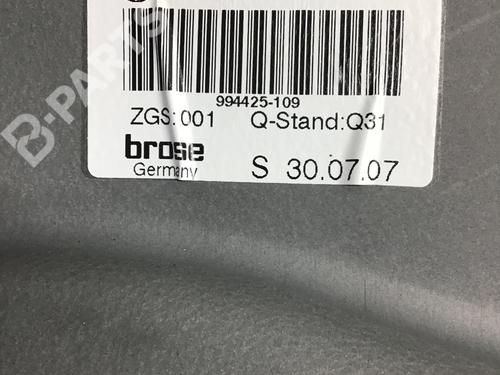 B-PARTS
994425-109
ZGS:001 Q-Stand:Q31
brose
Germany S 30.07.07